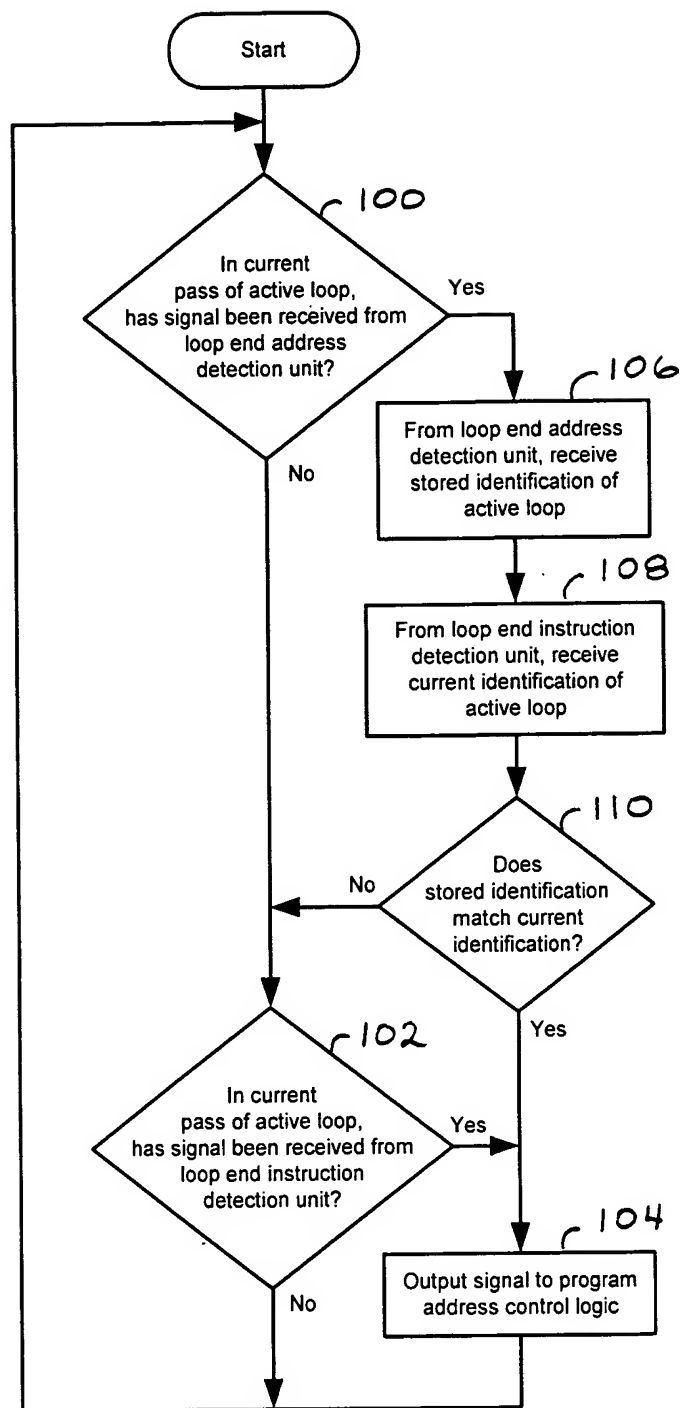 Start
100
In current
pass of active loop,
has signal been received from
loop end address
detection unit?
Yes
No
106
From loop end address
detection unit, receive
stored identification of
active loop
108
From loop end instruction
detection unit, receive
current identification of
active loop
110
Does
stored identification
match current
identification?
No
Yes
102
In current
pass of active loop,
has signal been received from
loop end instruction
detection unit?
Yes
No
104
Output signal to program
address control logic